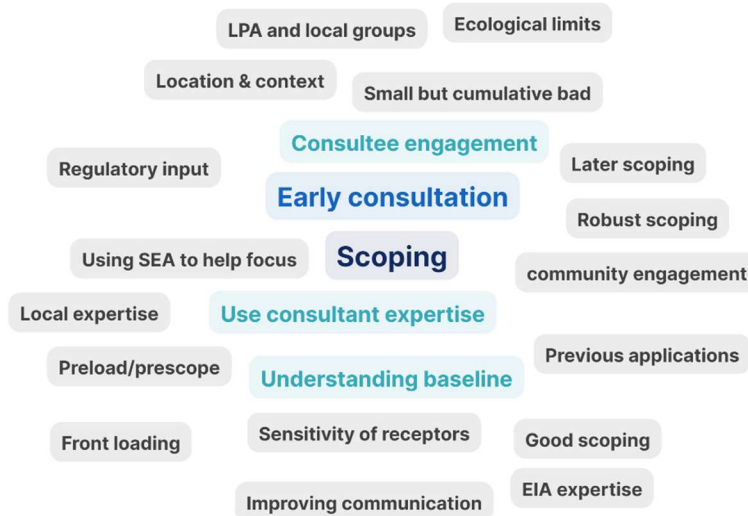 LPA and local groups
Ecological limits
Location & context
Small but cumulative bad
Consultee engagement
Regulatory input
Later scoping
Early consultation
Robust scoping
Using SEA to help focus
Scoping
community engagement
Local expertise
Use consultant expertise
Preload/prescope
Understanding baseline
Previous applications
Front loading
Sensitivity of receptors
Good scoping
Improving communication
EIA expertise